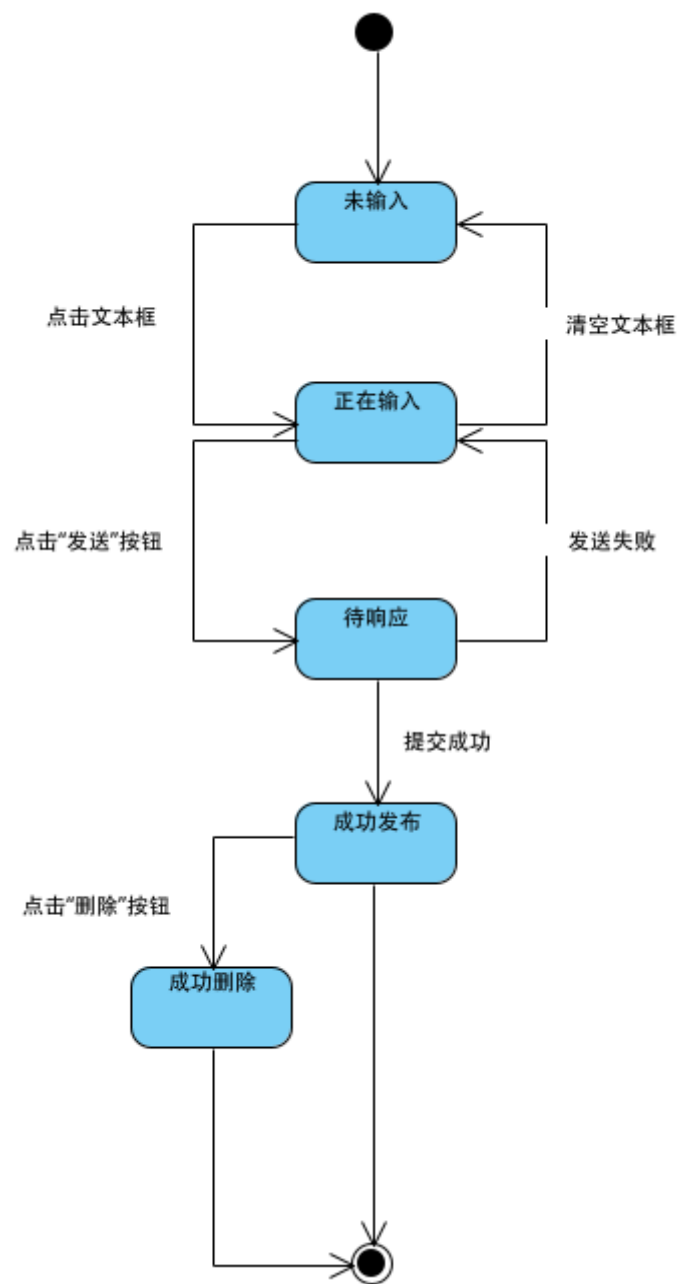 未输入
点击文本框
清空文本框
正在输入
点击“发送”按钮
发送失败
待响应
提交成功
成功发布
点击“删除”按钮
成功删除